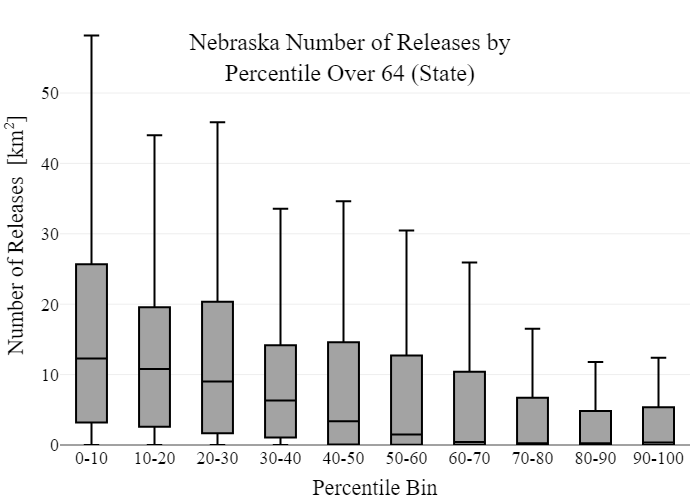 Nebraska Number of Releases by
Percentile Over 64 (State)
Number of Releases [km²]
50
40
30
20
10
0
0-10 10-20 20-30 30-40 40-50 50-60 60-70 70-80 80-90 90-100
Percentile Bin